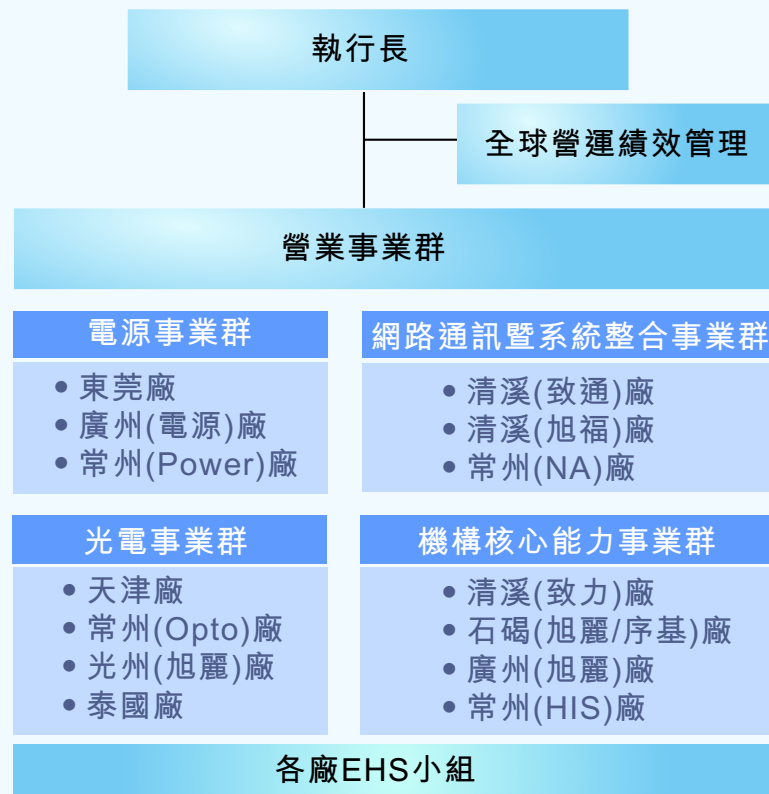 執行長
全球營運績效管理
營業事業群
電源事業群
• 東莞廠
• 廣州(電源)廠
• 常州(Power)廠
網路通訊暨系統整合事業群
• 清溪(致通)廠
• 清溪(旭福)廠
• 常州(NA)廠
光電事業群
• 天津廠
• 常州(Opto)廠
• 光州(旭麗)廠
• 泰國廠
機構核心能力事業群
• 清溪(致力)廠
• 石碣(旭麗/序基)廠
• 廣州(旭麗)廠
• 常州(HIS)廠
各廠EHS小組